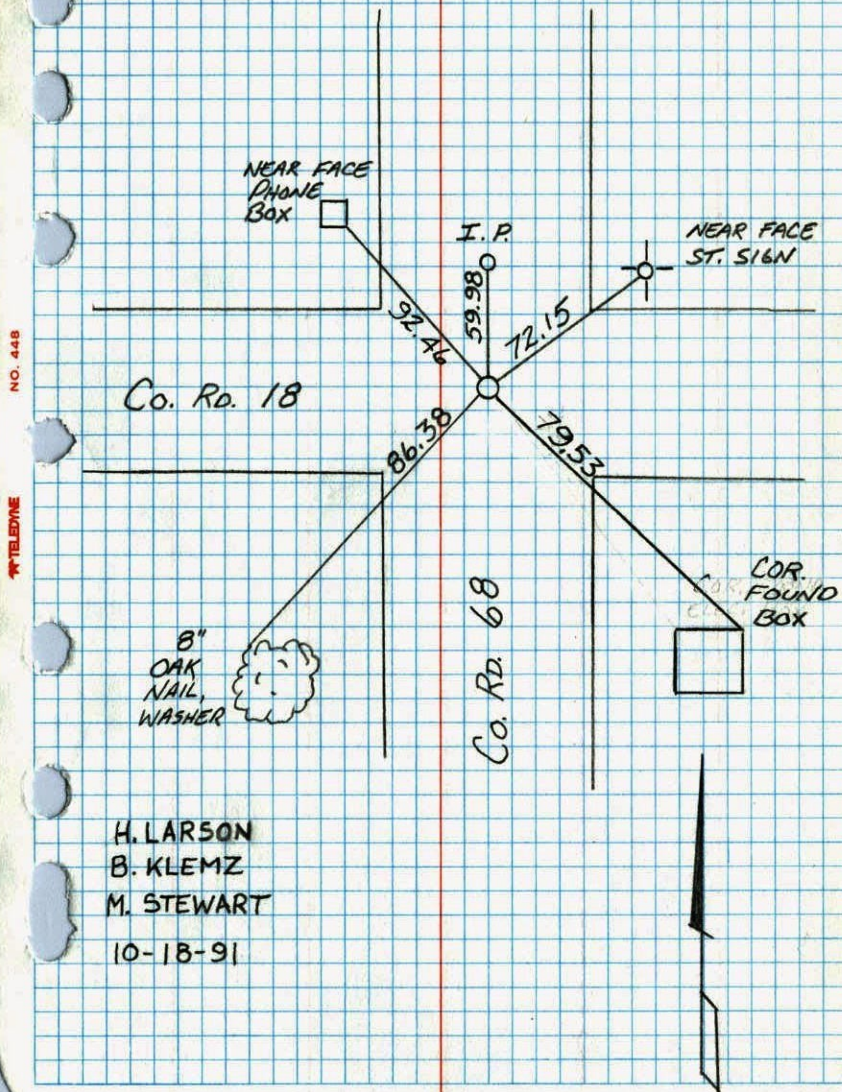 NEAR FACE
PHONE
BOX
I.P.
NEAR FACE
ST. SIGN
59.98
92.46
72.15
NO. 448
Co. RD. 18
86.38
79.53
TELEDYNE
COR.
FOUND
BOX
Co. RD. 68
8"
OAK
NAIL,
WASHER
H. LARSON
B. KLEMZ
M. STEWART
10-18-91